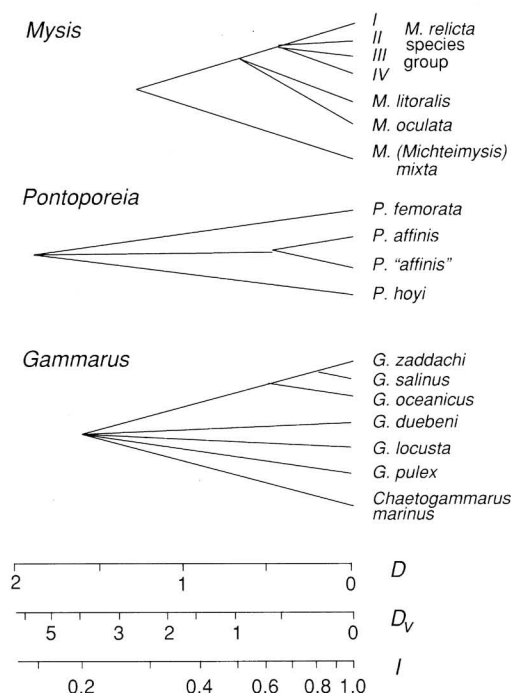 Mysis
I
II
III
IV
M. relicta
species
group
M. litoralis
M. oculata
M. (Michteimysis)
mixta
Pontoporeia
P. femorata
P. affinis
P. "affinis"
P. hoyi
Gammarus
G. zaddachi
G. salinus
G. oceanicus
G. duebeni
G. locusta
G. pulex
Chaetogammarus
marinus
2 1 0 D
5 3 2 1 0 Dv
0.2 0.4 0.6 0.8 1.0 I